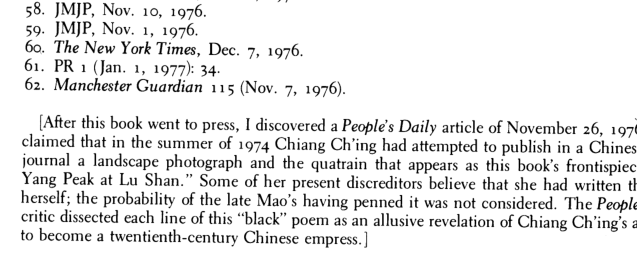 58. JMJP, Nov. 10, 1976.
59. JMJP, Nov. 1, 1976.
60. The New York Times, Dec. 7, 1976.
61. PR 1 (Jan. 1, 1977): 34.
62. Manchester Guardian 115 (Nov. 7, 1976).
[After this book went to press, I discovered a People's Daily article of November 26, 197
claimed that in the summer of 1974 Chiang Ch'ing had attempted to publish in a Chines
journal a landscape photograph and the quatrain that appears as this book's frontispiec
Yang Peak at Lu Shan." Some of her present discreditors believe that she had written th
herself; the probability of the late Mao's having penned it was not considered. The People
critic dissected each line of this "black" poem as an allusive revelation of Chiang Ch'ing's a
to become a twentieth-century Chinese empress.]